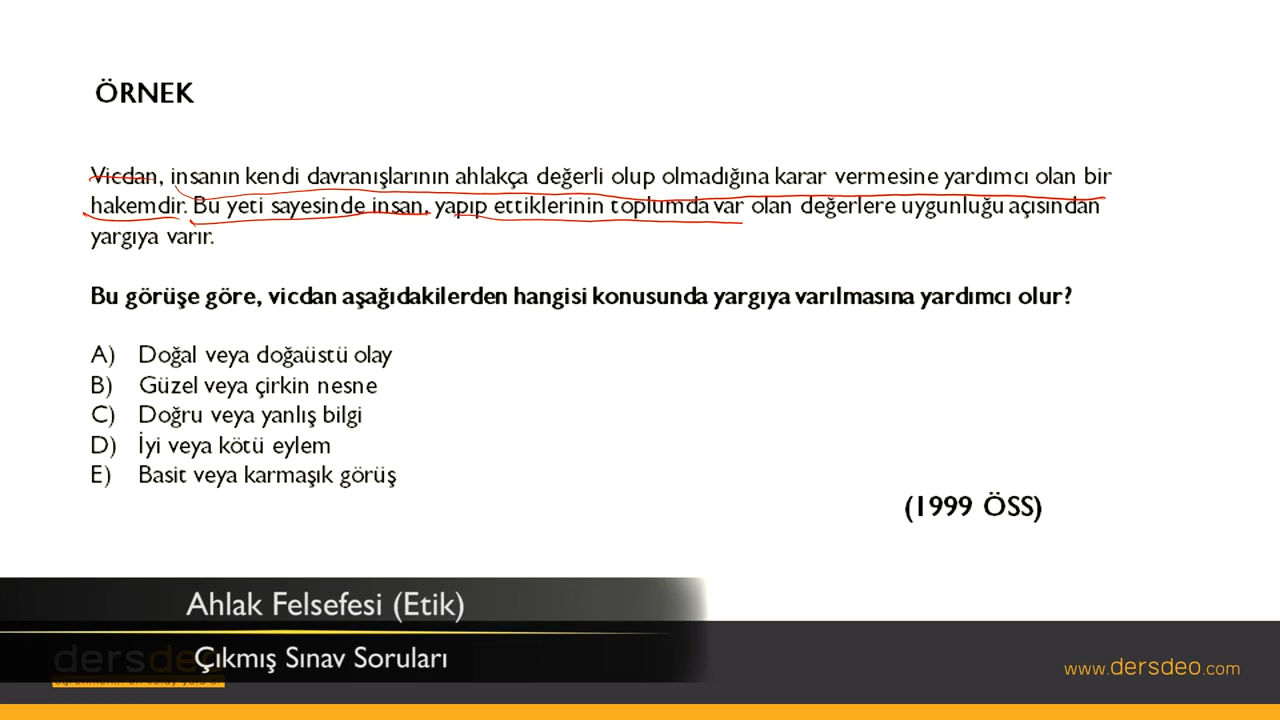 ÖRNEK
Vicdan, insanın kendi davranışlarının ahlakça değerli olup olmadığına karar vermesine yardımcı olan bir
hakemdir. Bu yeti sayesinde insan, yapıp ettiklerinin toplumda var olan değerlere uygunluğu açısından
yargıya varır.
Bu görüşe göre, vicdan aşağıdakilerden hangisi konusunda yargıya varılmasına yardımcı olur?
A) Doğal veya doğaüstü olay
B) Güzel veya çirkin nesne
C) Doğru veya yanlış bilgi
D) İyi veya kötü eylem
E) Basit veya karmaşık görüş
(1999 ÖSS)
Ahlak Felsefesi (Etik)
Çıkmış Sınav Soruları
dersdeo
www.dersdeo.com